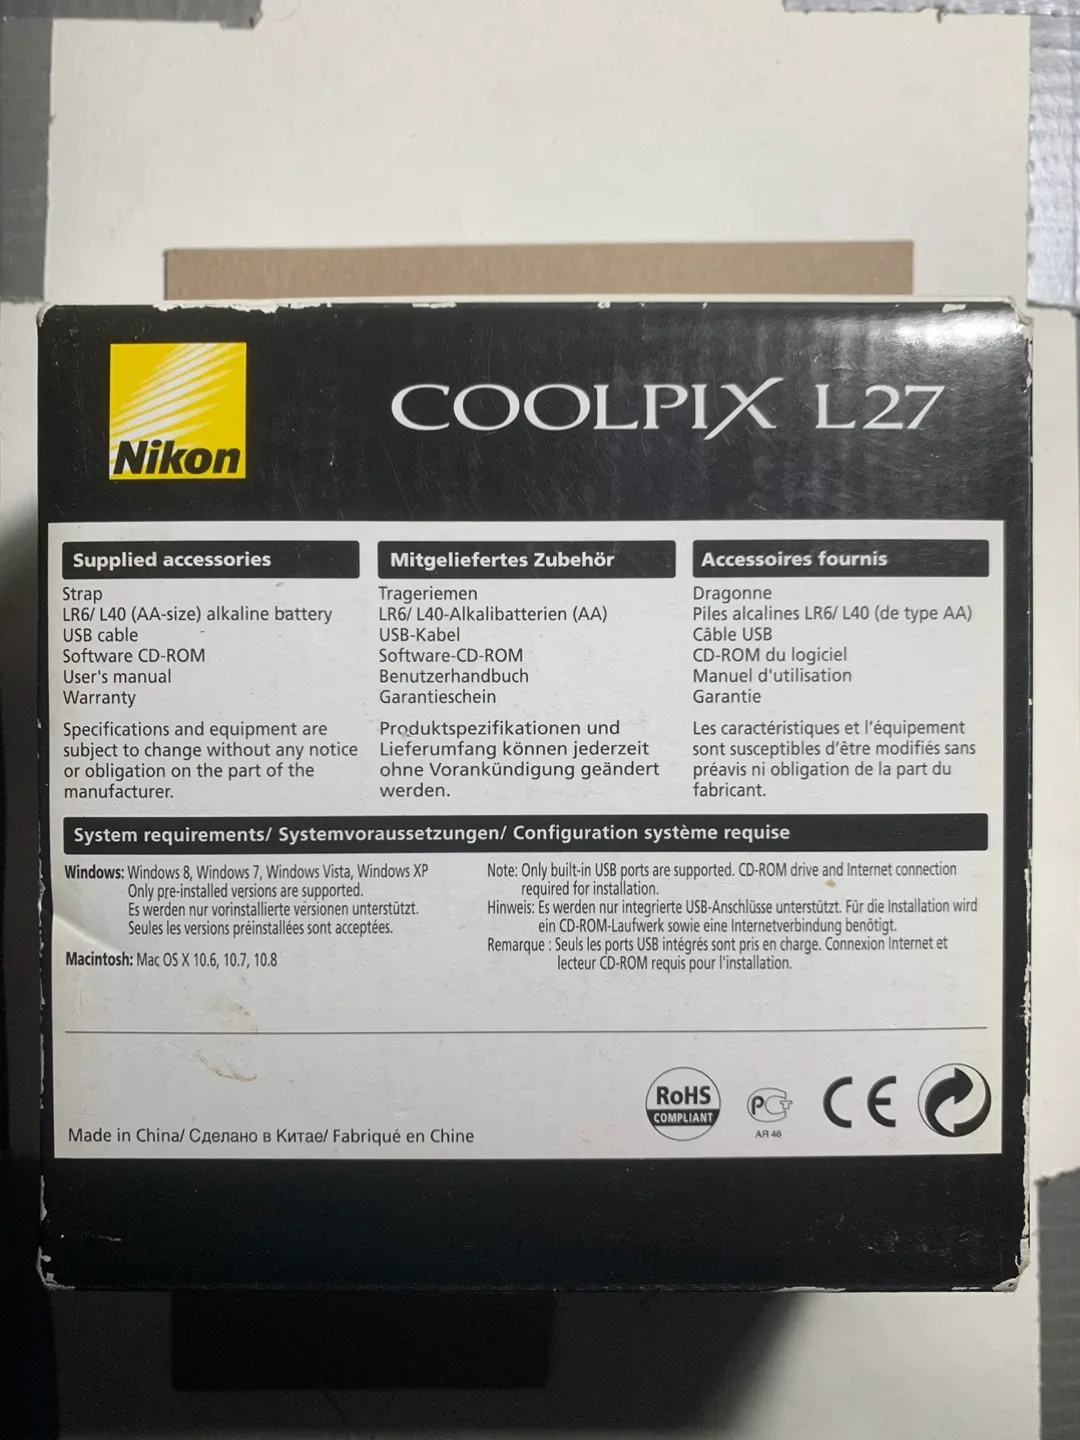 Nikon
COOLPIX L27
Supplied accessories
Strap
LR6/ L40 (AA-size) alkaline battery
USB cable
Software CD-ROM
User's manual
Warranty
Specifications and equipment are
subject to change without any notice
or obligation on the part of the
manufacturer.
Mitgeliefertes Zubehör
Trageriemen
LR6/ L40-Alkalibatterien (AA)
USB-Kabel
Software-CD-ROM
Benutzerhandbuch
Garantieschein
Produktspezifikationen und
Lieferumfang können jederzeit
ohne Vorankündigung geändert
werden.
Accessoires fournis
Dragonne
Piles alcalines LR6/ L40 (de type AA)
Câble USB
CD-ROM du logiciel
Manuel d'utilisation
Garantie
Les caractéristiques et l'équipement
sont susceptibles d'être modifiés sans
préavis ni obligation de la part du
fabricant.
System requirements/ Systemvoraussetzungen/ Configuration système requise
Windows: Windows 8, Windows 7, Windows Vista, Windows XP
Only pre-installed versions are supported.
Es werden nur vorinstallierte versionen unterstützt.
Seules les versions préinstallées sont acceptées.
Macintosh: Mac OS X 10.6, 10.7, 10.8
Note: Only built-in USB ports are supported. CD-ROM drive and Internet connection
required for installation.
Hinweis: Es werden nur integrierte USB-Anschlüsse unterstützt. Für die Installation wird
ein CD-ROM-Laufwerk sowie eine Internetverbindung benötigt.
Remarque : Seuls les ports USB intégrés sont pris en charge. Connexion Internet et
lecteur CD-ROM requis pour l'installation.
RoHS
COMPLIANT
РСТ
АЯ 46
CE
Made in China/ Сделано в Китае/ Fabriqué en Chine